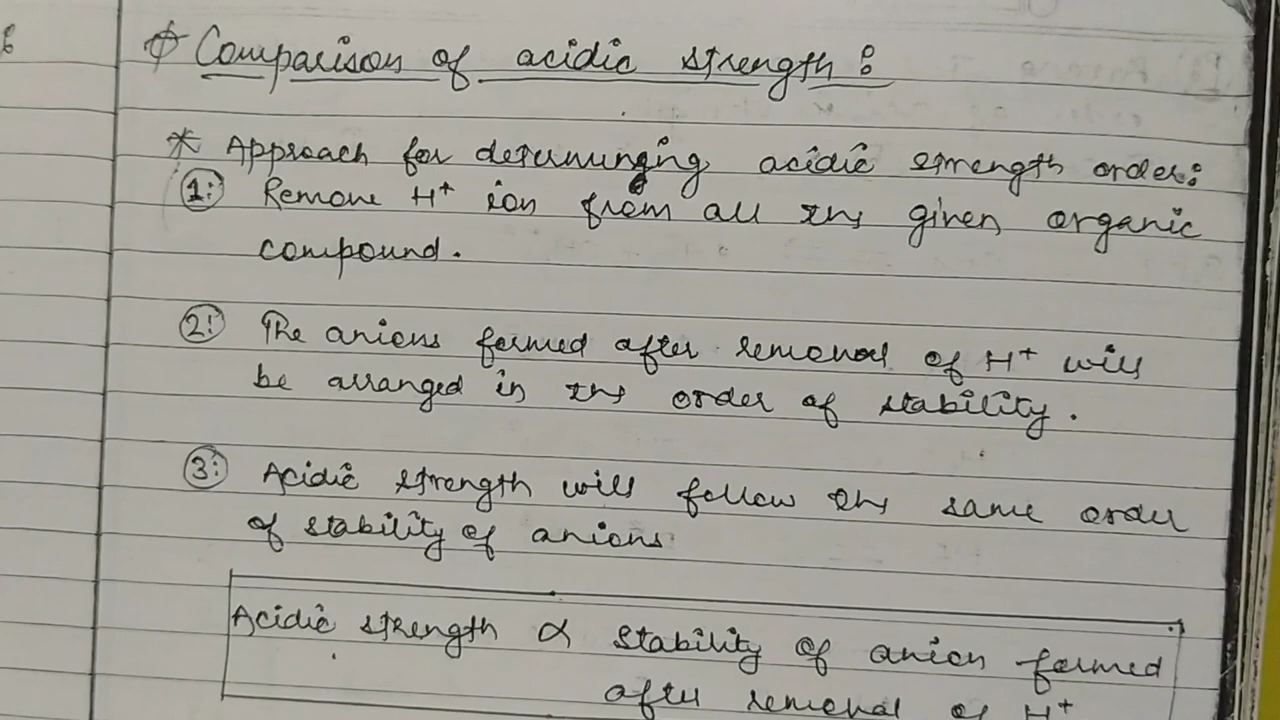 Comparison of acidic strength :
* Approach for determining acidic strength order:
1: Remove H⁺ ion from all the given organic
compound.
2: The anions formed after removal of H⁺ will
be arranged in the order of stability.
3: Acidic strength will follow the same order
of stability of anions
Acidic strength ∝ stability of anion formed
after removal of H⁺